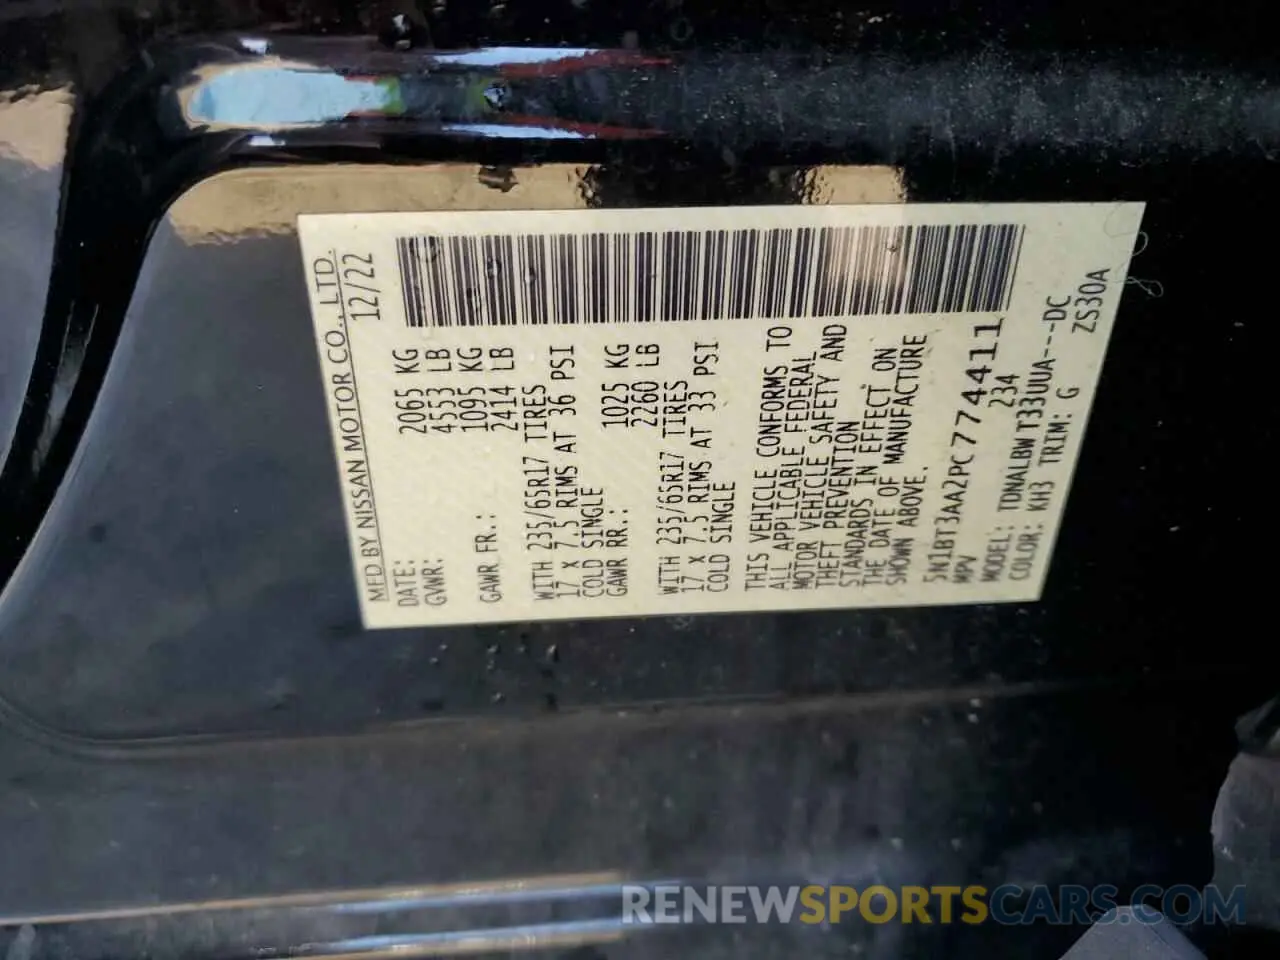 MFD BY NISSAN MOTOR CO., LTD.
DATE: 12/22
GVWR: 2065 KG
4553 LB
GAWR FR.: 1095 KG
2414 LB
WITH 235/65R17 TIRES
17 X 7.5 RIMS AT 36 PSI
COLD SINGLE
GAWR RR.: 1025 KG
2260 LB
WITH 235/65R17 TIRES
17 X 7.5 RIMS AT 33 PSI
COLD SINGLE
THIS VEHICLE CONFORMS TO
ALL APPLICABLE FEDERAL
MOTOR VEHICLE SAFETY AND
THEFT PREVENTION
STANDARDS IN EFFECT ON
THE DATE OF MANUFACTURE
SHOWN ABOVE.
5N1BT3AA2PC774411
MPV 234
MODEL: TDNALBWT33UUA---DC
COLOR: KH3 TRIM: G ZS30A
RENEWSPORTSCARS.COM